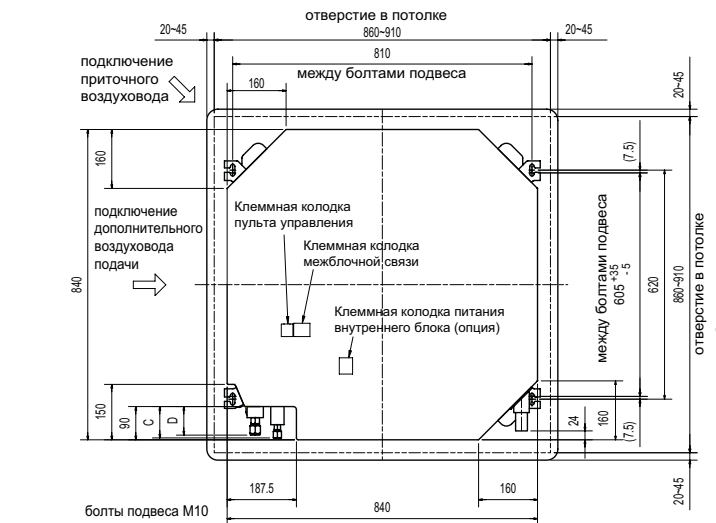 отверстие в потолке
20~45
860~910
20~45
810
между болтами подвеса
подключение
приточного
воздуховода
160
20~45
160
(7.5)
подключение
дополнительного
воздуховода
подачи
Клеммная колодка
пульта управления
Клеммная колодка
межблочной связи
Клеммная колодка питания
внутреннего блока (опция)
840
между болтами подвеса
605 +35 - 5
620
860~910
отверстие в потолке
150
90
C
D
24
160
(7.5)
20~45
187.5
160
840
болты подвеса М10